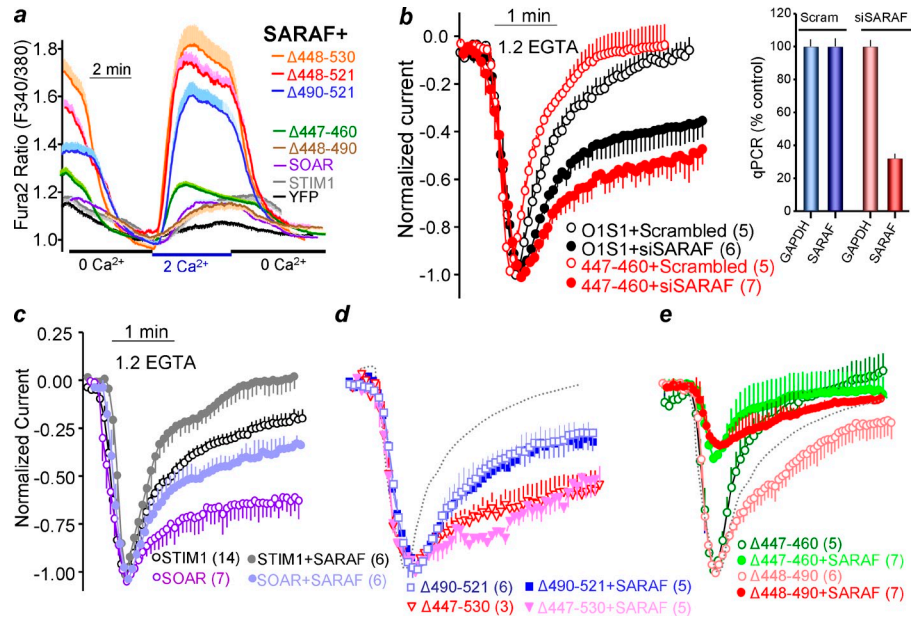 a
SARAF+
Δ448-530
Δ448-521
Δ490-521
Δ447-460
Δ448-490
SOAR
STIM1
YFP
2 min
Fura2 Ratio (F340/380)
1.8
1.6
1.4
1.2
1.0
0 Ca²⁺
2 Ca²⁺
0 Ca²⁺
b
1 min
1.2 EGTA
Normalized current
0.0
-0.2
-0.4
-0.6
-0.8
-1.0
O1S1+Scrambled (5)
O1S1+siSARAF (6)
447-460+Scrambled (5)
447-460+siSARAF (7)
Scram
siSARAF
qPCR (% control)
120
100
80
60
40
20
0
GAPDH
SARAF
GAPDH
SARAF
c
1 min
1.2 EGTA
Normalized Current
0.25
0.00
-0.25
-0.50
-0.75
-1.00
STIM1 (14)
STIM1+SARAF (6)
SOAR (7)
SOAR+SARAF (6)
d
Δ490-521 (6)
Δ490-521+SARAF (5)
Δ447-530 (3)
Δ447-530+SARAF (5)
e
Δ447-460 (5)
Δ447-460+SARAF (7)
Δ448-490 (6)
Δ448-490+SARAF (7)